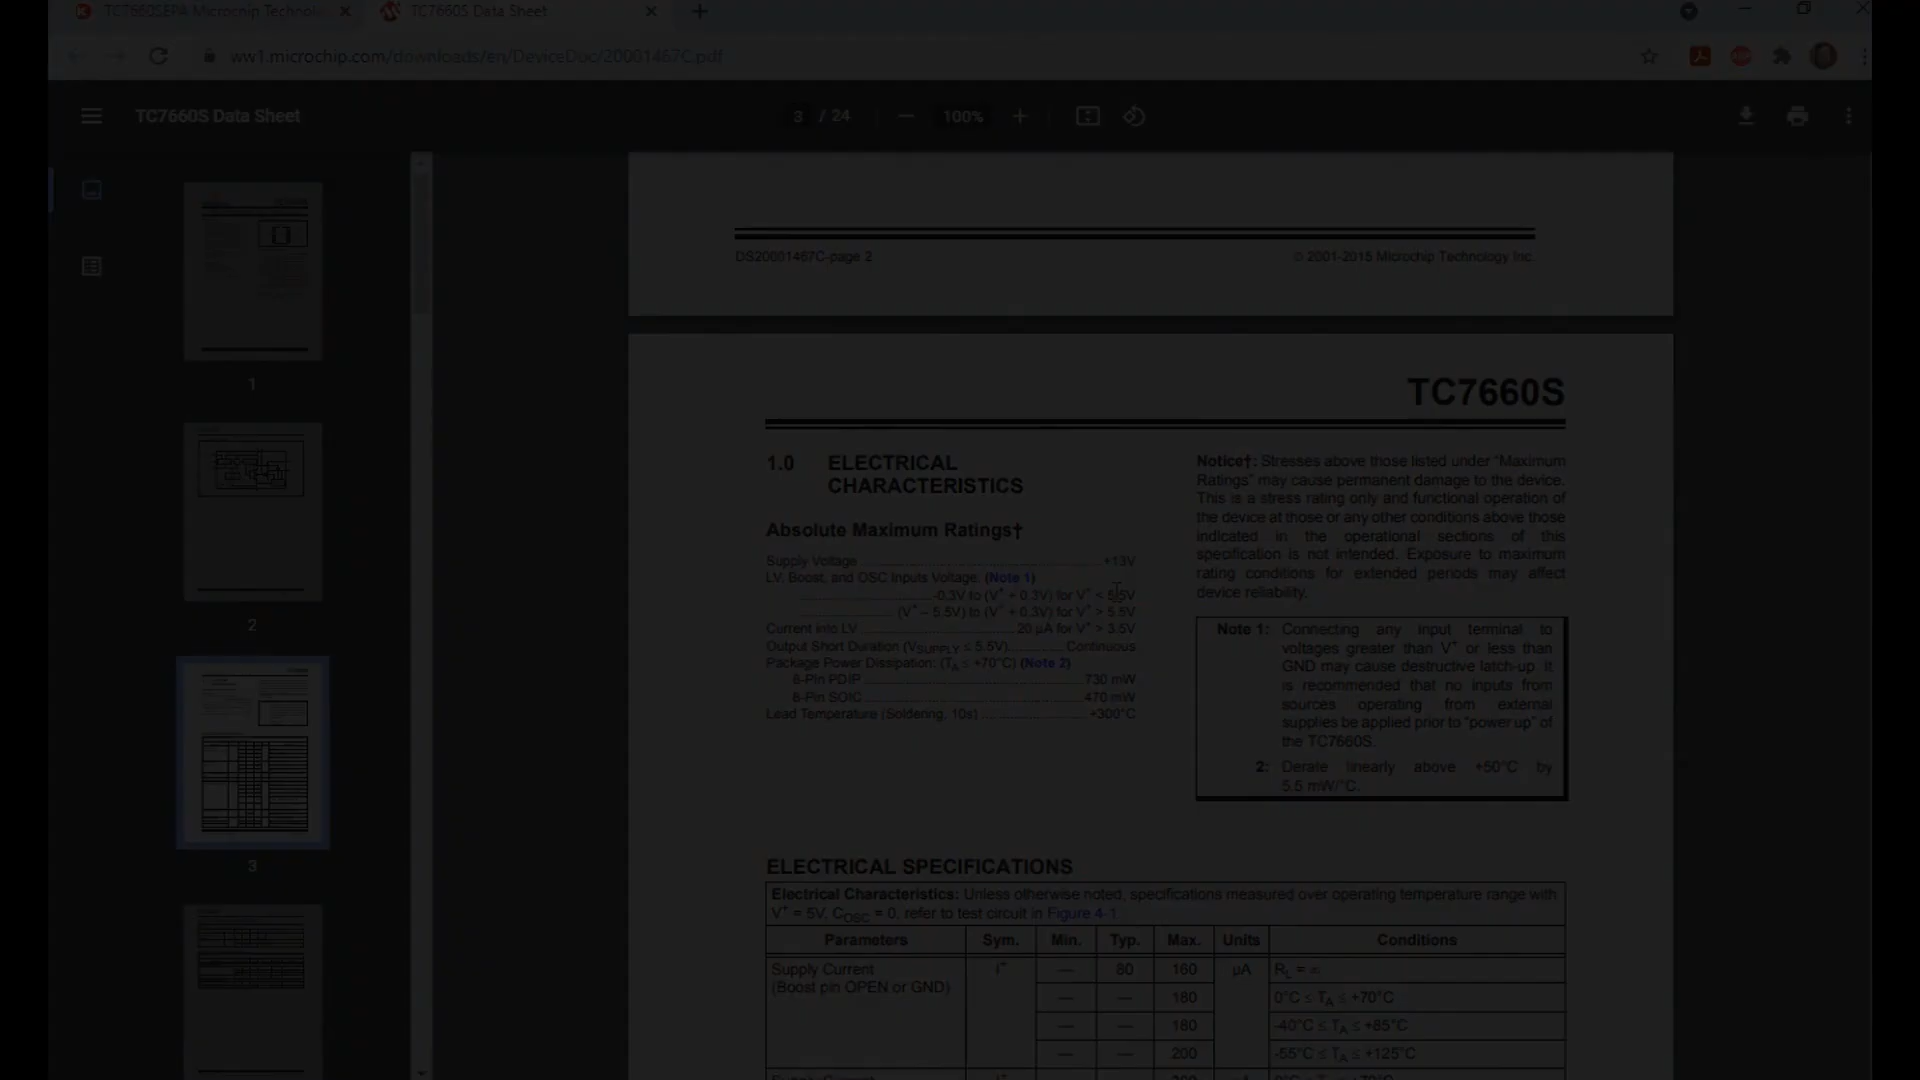 TC7660SEPA Microchip Technolo
TC7660S Data Sheet
ww1.microchip.com/downloads/en/DeviceDoc/20001467C.pdf
TC7660S Data Sheet
3 / 24
100%
1
2
3
DS20001467C-page 2
© 2001-2015 Microchip Technology Inc.
TC7660S
1.0 ELECTRICAL
CHARACTERISTICS
Absolute Maximum Ratings†
Supply Voltage ................ +13V
LV, Boost, and OSC Inputs Voltage: (Note 1)
................ -0.3V to (V+ + 0.3V) for V+ < 5.5V
................ (V+ – 5.5V) to (V+ + 0.3V) for V+ > 5.5V
Current into LV ................ 20 µA for V+ > 3.5V
Output Short Duration (VSUPPLY ≤ 5.5V) ........ Continuous
Package Power Dissipation: (TA ≤ +70°C) (Note 2)
8-Pin PDIP ................ 730 mW
8-Pin SOIC ................ 470 mW
Lead Temperature (Soldering, 10s) ................ +300°C
Notice†: Stresses above those listed under "Maximum
Ratings" may cause permanent damage to the device.
This is a stress rating only and functional operation of
the device at those or any other conditions above those
indicated in the operational sections of this
specification is not intended. Exposure to maximum
rating conditions for extended periods may affect
device reliability.
Note 1: Connecting any input terminal to
voltages greater than V+ or less than
GND may cause destructive latch-up. It
is recommended that no inputs from
sources operating from external
supplies be applied prior to "power up" of
the TC7660S.
2: Derate linearly above +50°C by
5.5 mW/°C.
ELECTRICAL SPECIFICATIONS
Electrical Characteristics: Unless otherwise noted, specifications measured over operating temperature range with
V+ = 5V, COSC = 0, refer to test circuit in Figure 4-1.
Parameters Sym. Min. Typ. Max. Units Conditions
Supply Current I+ — 80 160 µA RL = ∞
(Boost pin OPEN or GND) — — 180 0°C ≤ TA ≤ +70°C
— — 180 -40°C ≤ TA ≤ +85°C
— — 200 -55°C ≤ TA ≤ +125°C